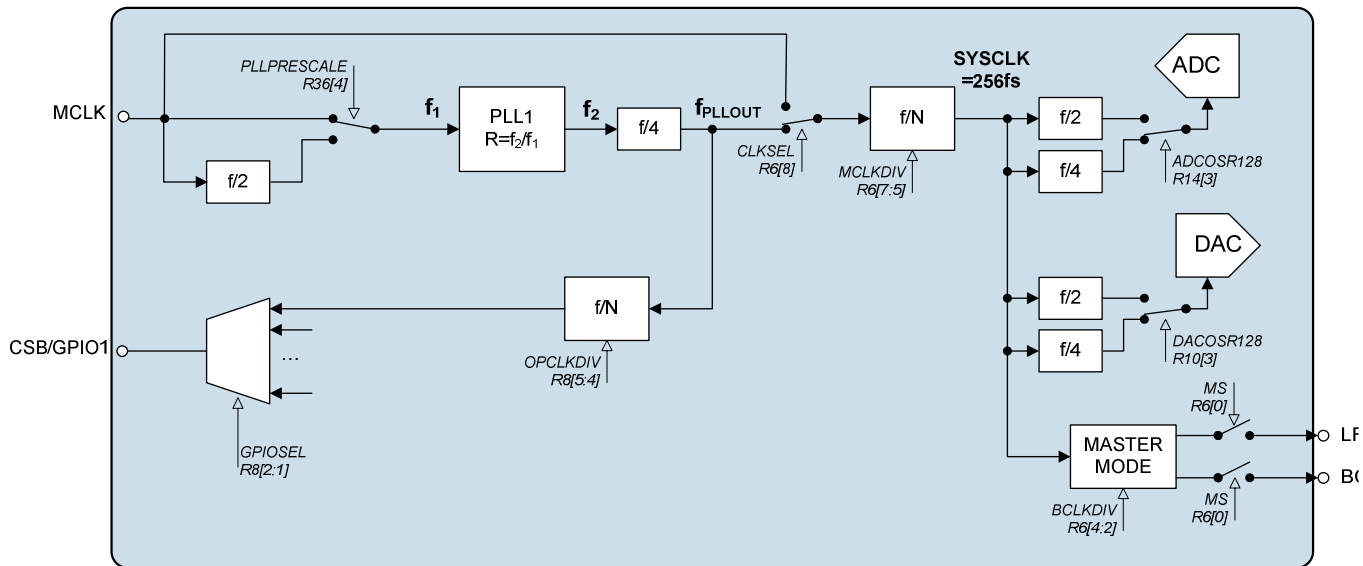 PLLPRESCALE
R36[4]
MCLK
f/2
f1
PLL1
R=f2/f1
f2
f/4
fPLLOUT
CLKSEL
R6[8]
f/N
MCLKDIV
R6[7:5]
SYSCLK
=256fs
f/2
f/4
ADC
ADCOSR128
R14[3]
DAC
f/2
f/4
DACOSR128
R10[3]
CSB/GPIO1
...
GPIOSEL
R8[2:1]
f/N
OPCLKDIV
R8[5:4]
MASTER
MODE
BCLKDIV
R6[4:2]
MS
R6[0]
MS
R6[0]